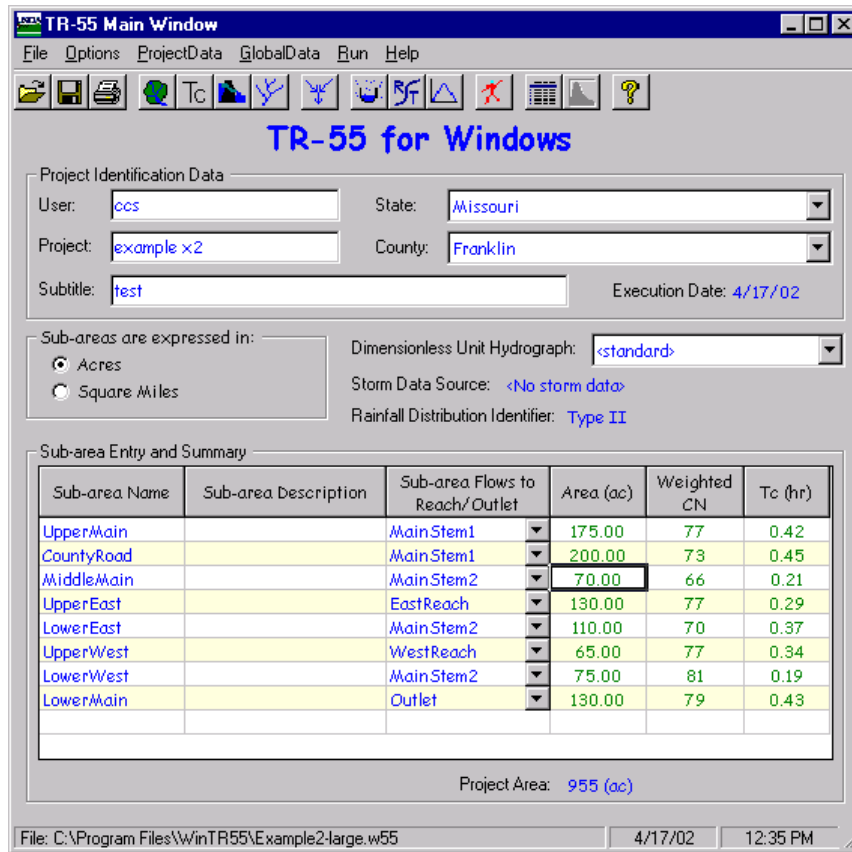 USDA TR-55 Main Window
File Options ProjectData GlobalData Run Help
Tc RFT ?
TR-55 for Windows
Project Identification Data
User: ccs State: Missouri
Project: example x2 County: Franklin
Subtitle: test Execution Date: 4/17/02
Sub-areas are expressed in:
Acres
Square Miles
Dimensionless Unit Hydrograph: <standard>
Storm Data Source: <No storm data>
Rainfall Distribution Identifier: Type II
Sub-area Entry and Summary
Sub-area Name Sub-area Description Sub-area Flows to Reach/Outlet Area (ac) Weighted CN Tc (hr)
UpperMain MainStem1 175.00 77 0.42
CountyRoad MainStem1 200.00 73 0.45
MiddleMain MainStem2 70.00 66 0.21
UpperEast EastReach 130.00 77 0.29
LowerEast MainStem2 110.00 70 0.37
UpperWest WestReach 65.00 77 0.34
LowerWest MainStem2 75.00 81 0.19
LowerMain Outlet 130.00 79 0.43
Project Area: 955 (ac)
File: C:\Program Files\WinTR55\Example2-large.w55 4/17/02 12:35 PM